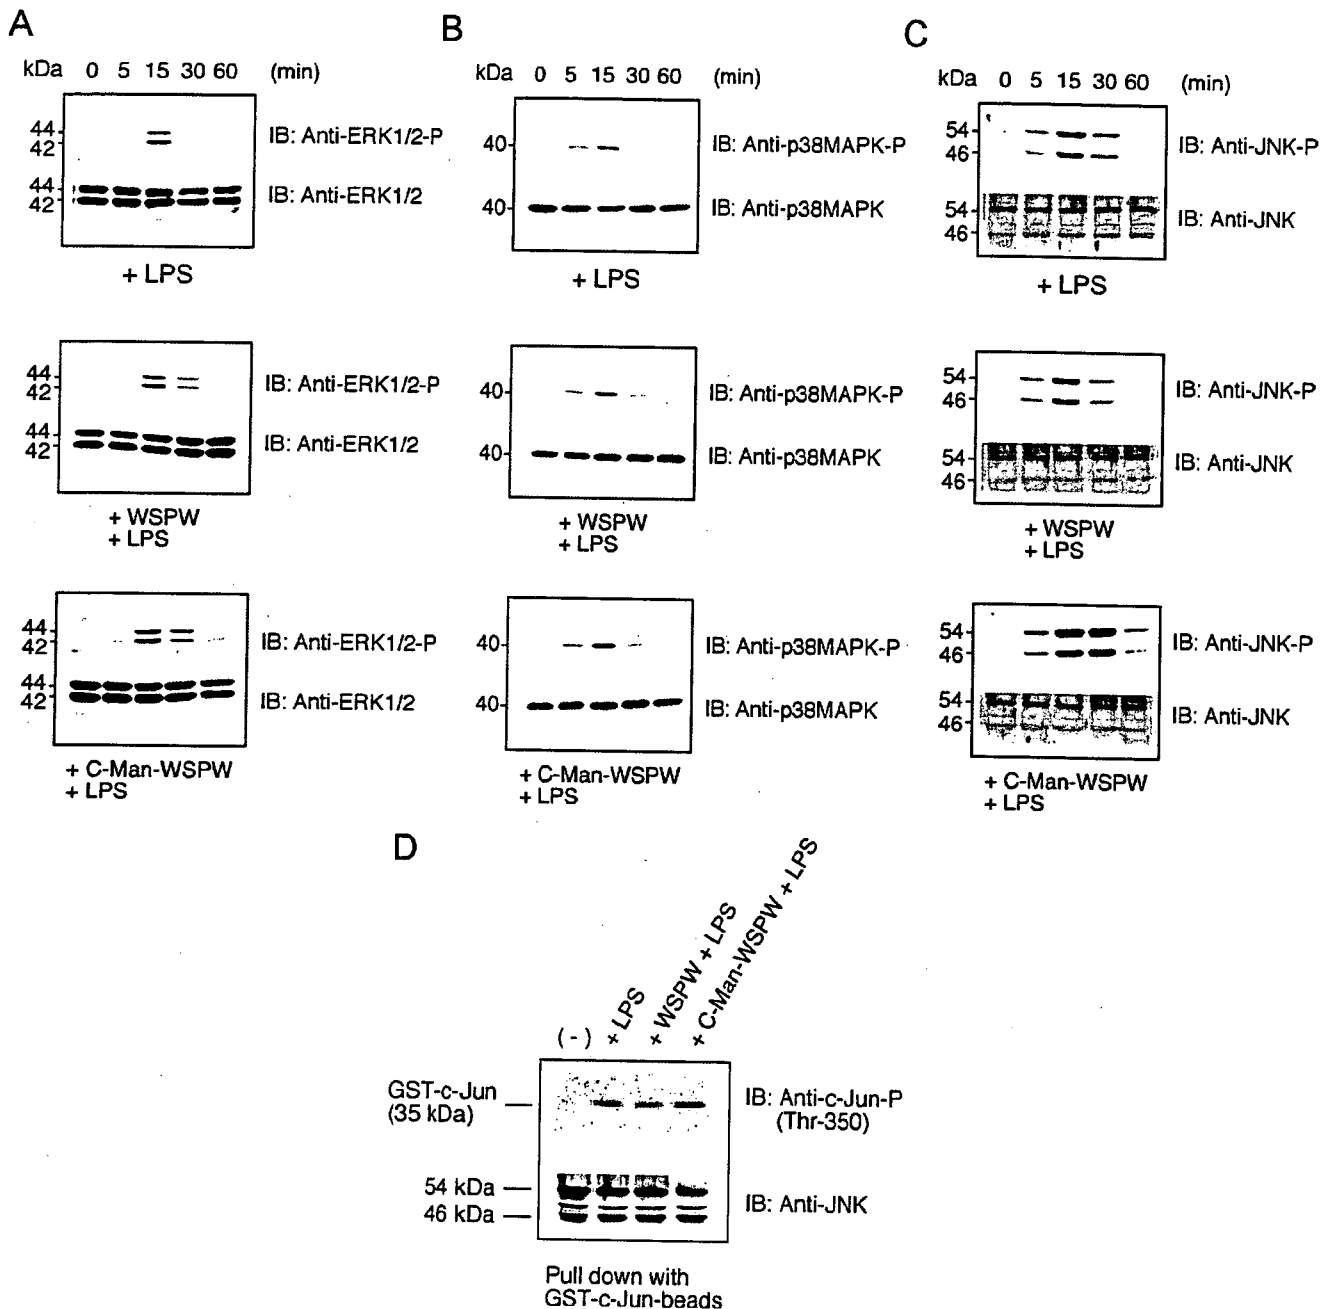 A
kDa 0 5 15 30 60 (min)
44
42
IB: Anti-ERK1/2-P
44
42
IB: Anti-ERK1/2
+ LPS
44
42
IB: Anti-ERK1/2-P
44
42
IB: Anti-ERK1/2
+ WSPW
+ LPS
44
42
IB: Anti-ERK1/2-P
44
42
IB: Anti-ERK1/2
+ C-Man-WSPW
+ LPS
B
kDa 0 5 15 30 60 (min)
40
IB: Anti-p38MAPK-P
40
IB: Anti-p38MAPK
+ LPS
40
IB: Anti-p38MAPK-P
40
IB: Anti-p38MAPK
+ WSPW
+ LPS
40
IB: Anti-p38MAPK-P
40
IB: Anti-p38MAPK
+ C-Man-WSPW
+ LPS
C
kDa 0 5 15 30 60 (min)
54
46
IB: Anti-JNK-P
54
46
IB: Anti-JNK
+ LPS
54
46
IB: Anti-JNK-P
54
46
IB: Anti-JNK
+ WSPW
+ LPS
54
46
IB: Anti-JNK-P
54
46
IB: Anti-JNK
+ C-Man-WSPW
+ LPS
D
(-)
+ LPS
+ WSPW + LPS
+ C-Man-WSPW + LPS
GST-c-Jun
(35 kDa)
IB: Anti-c-Jun-P
(Thr-350)
54 kDa
46 kDa
IB: Anti-JNK
Pull down with
GST-c-Jun-beads